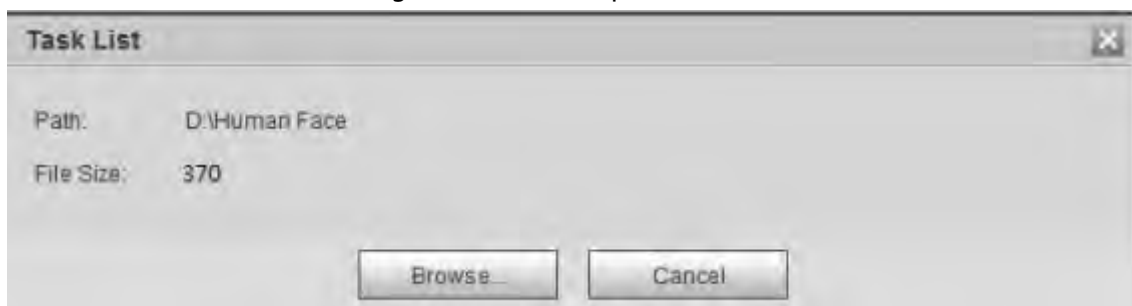 Task List
Path: D:\Human Face
File Size: 370
Browse...
Cancel